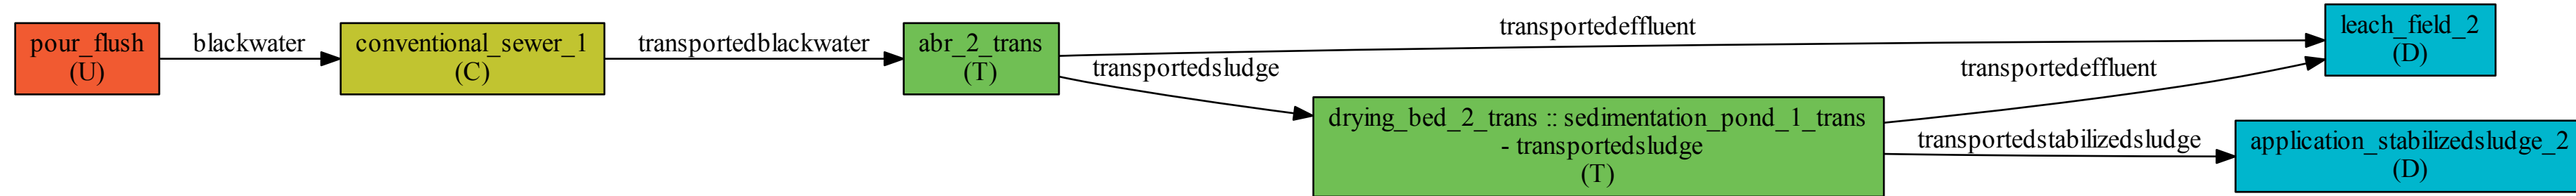 pour_flush
(U)
blackwater
conventional_sewer_1
(C)
transportedblackwater
abr_2_trans
(T)
transportedeffluent
transportedsludge
drying_bed_2_trans :: sedimentation_pond_1_trans
- transportedsludge
(T)
transportedeffluent
transportedstabilizedsludge
leach_field_2
(D)
application_stabilizedsludge_2
(D)